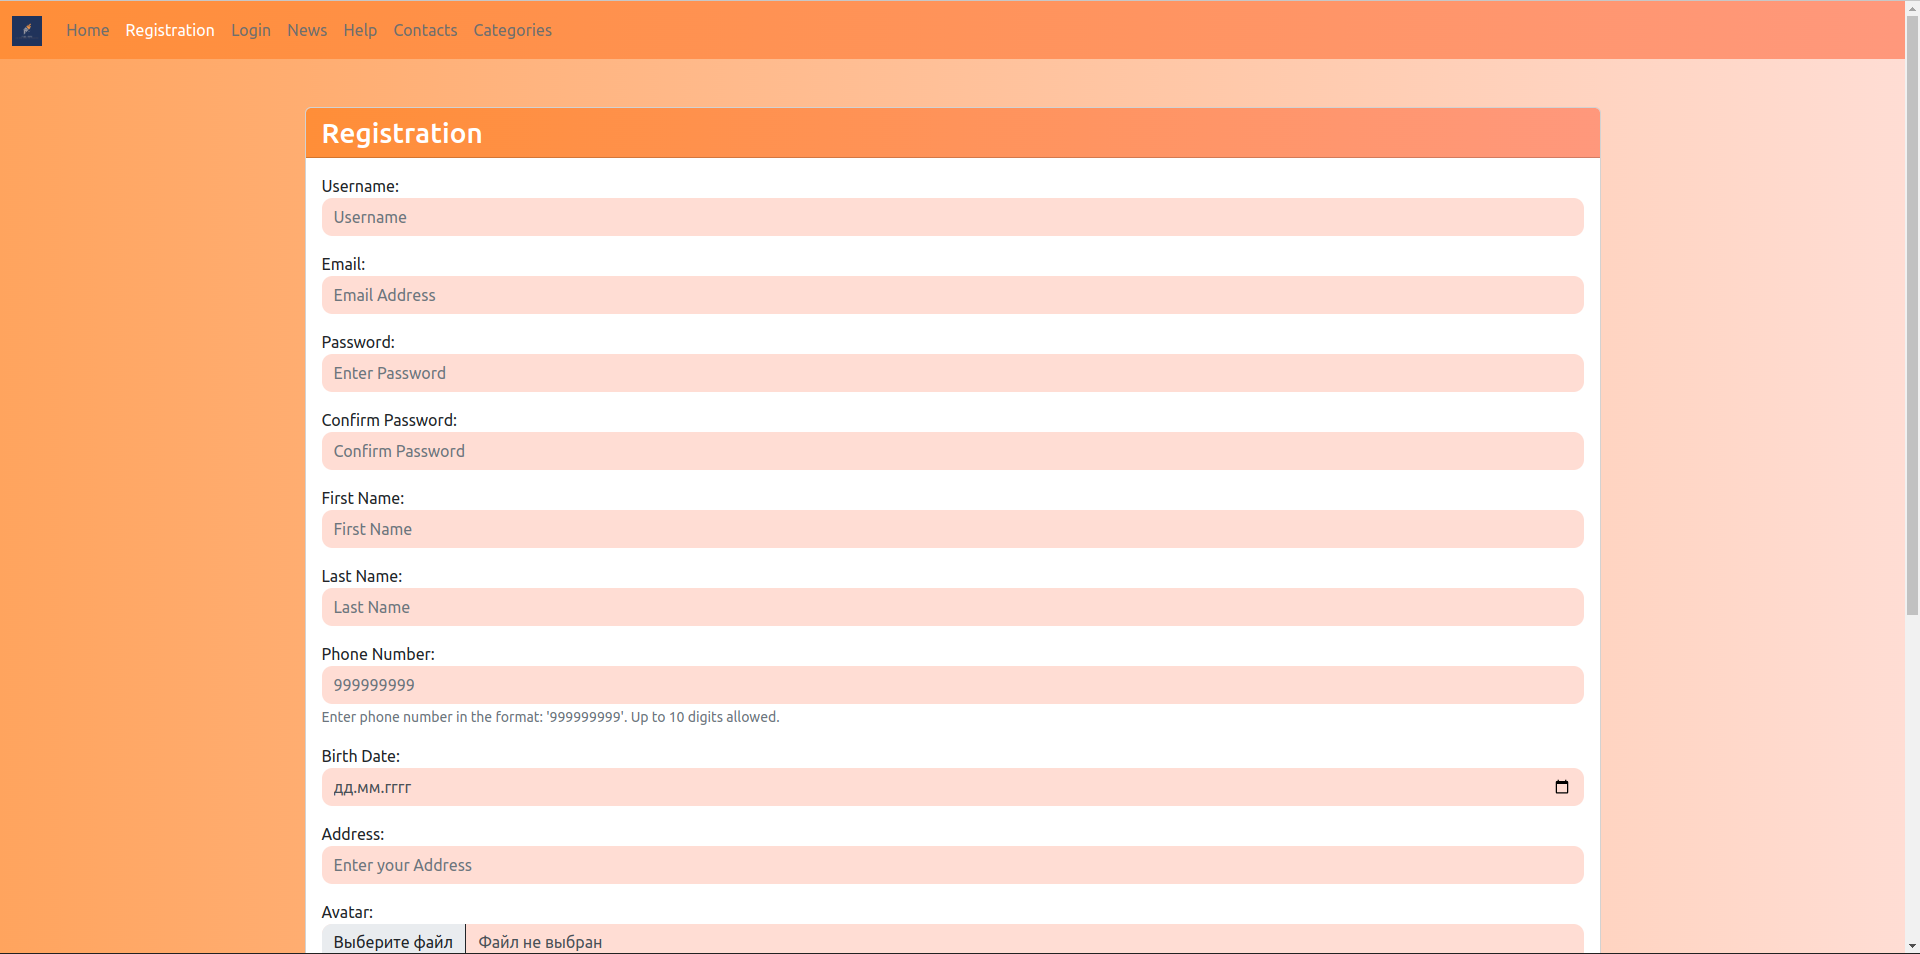 Home Registration Login News Help Contacts Categories
Registration
Username:
Username
Email:
Email Address
Password:
Enter Password
Confirm Password:
Confirm Password
First Name:
First Name
Last Name:
Last Name
Phone Number:
999999999
Enter phone number in the format: '999999999'. Up to 10 digits allowed.
Birth Date:
дд.мм.гггг
Address:
Enter your Address
Avatar:
Выберите файл Файл не выбран